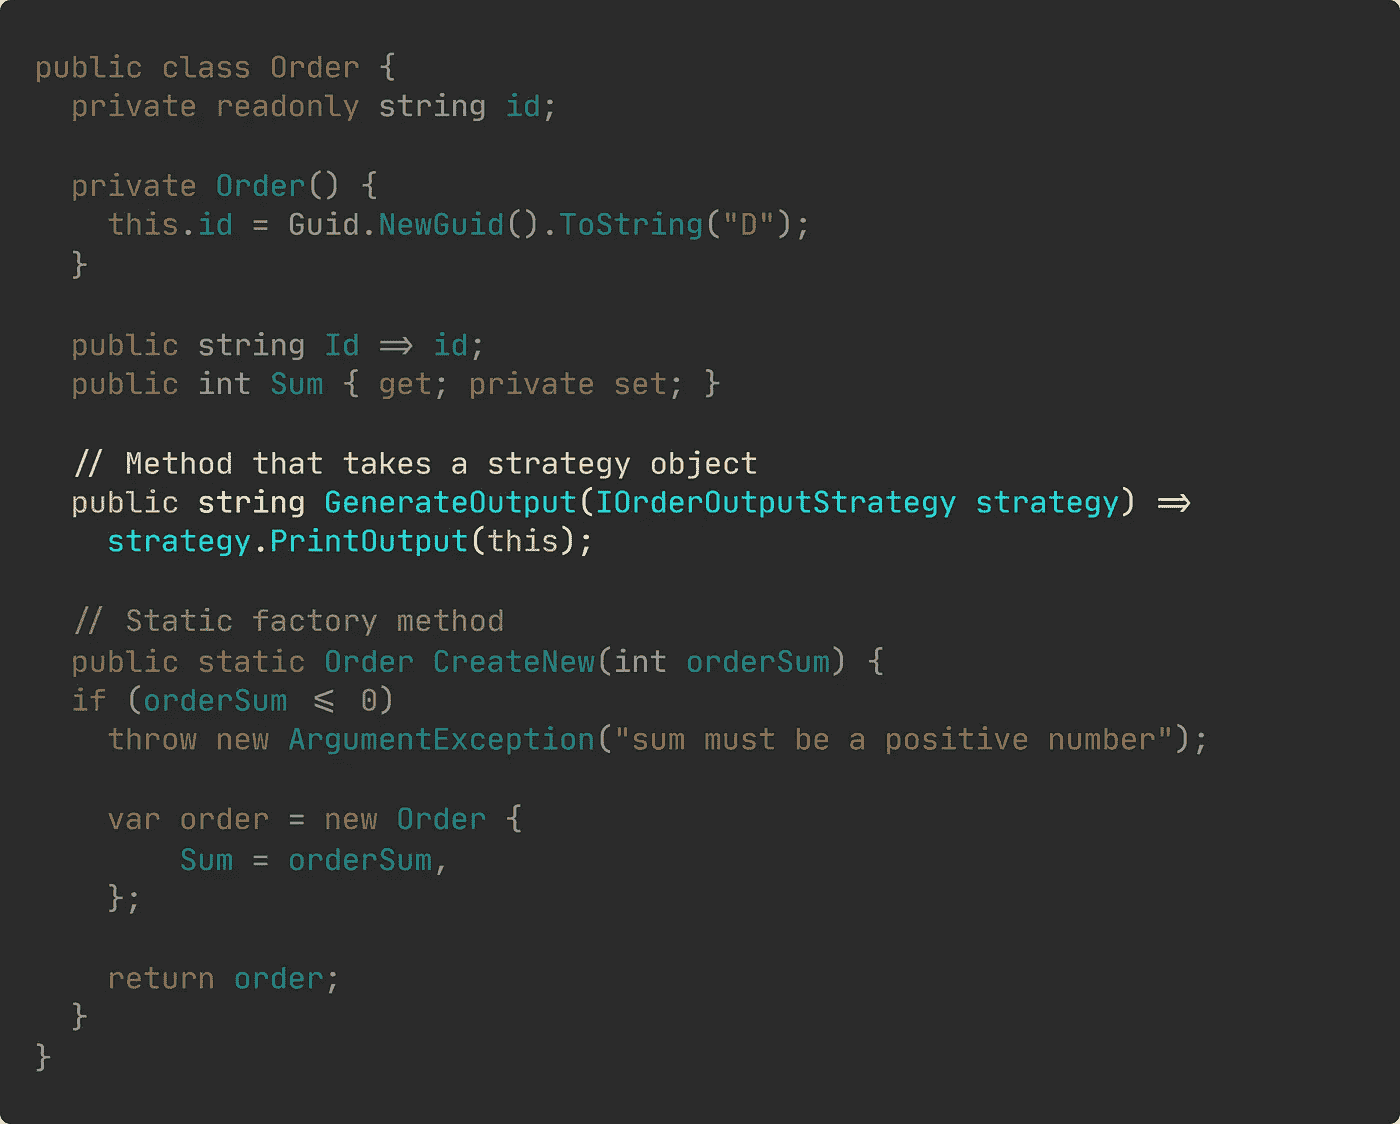 public class Order {
  private readonly string id;

  private Order() {
    this.id = Guid.NewGuid().ToString("D");
  }

  public string Id => id;
  public int Sum { get; private set; }

  // Method that takes a strategy object
  public string GenerateOutput(IOrderOutputStrategy strategy) =>
    strategy.PrintOutput(this);

  // Static factory method
  public static Order CreateNew(int orderSum) {
  if (orderSum <= 0)
    throw new ArgumentException("sum must be a positive number");

    var order = new Order {
        Sum = orderSum,
    };

    return order;
  }
}